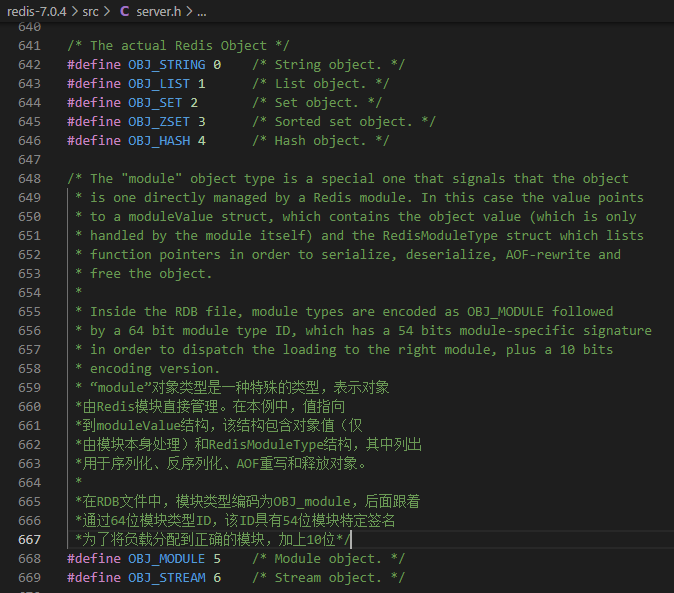 redis-7.0.4 > src > C server.h > ...
640
641 /* The actual Redis Object */
642 #define OBJ_STRING 0    /* String object. */
643 #define OBJ_LIST 1      /* List object. */
644 #define OBJ_SET 2       /* Set object. */
645 #define OBJ_ZSET 3      /* Sorted set object. */
646 #define OBJ_HASH 4      /* Hash object. */
647
648 /* The "module" object type is a special one that signals that the object
649  * is one directly managed by a Redis module. In this case the value points
650  * to a moduleValue struct, which contains the object value (which is only
651  * handled by the module itself) and the RedisModuleType struct which lists
652  * function pointers in order to serialize, deserialize, AOF-rewrite and
653  * free the object.
654  *
655  * Inside the RDB file, module types are encoded as OBJ_MODULE followed
656  * by a 64 bit module type ID, which has a 54 bits module-specific signature
657  * in order to dispatch the loading to the right module, plus a 10 bits
658  * encoding version.
659  * “module”对象类型是一种特殊的类型，表示对象
660  *由Redis模块直接管理。在本例中，值指向
661  *到moduleValue结构，该结构包含对象值（仅
662  *由模块本身处理）和RedisModuleType结构，其中列出
663  *用于序列化、反序列化、AOF重写和释放对象。
664  *
665  *在RDB文件中，模块类型编码为OBJ_module，后面跟着
666  *通过64位模块类型ID，该ID具有54位模块特定签名
667  *为了将负载分配到正确的模块，加上10位*/
668 #define OBJ_MODULE 5    /* Module object. */
669 #define OBJ_STREAM 6    /* Stream object. */